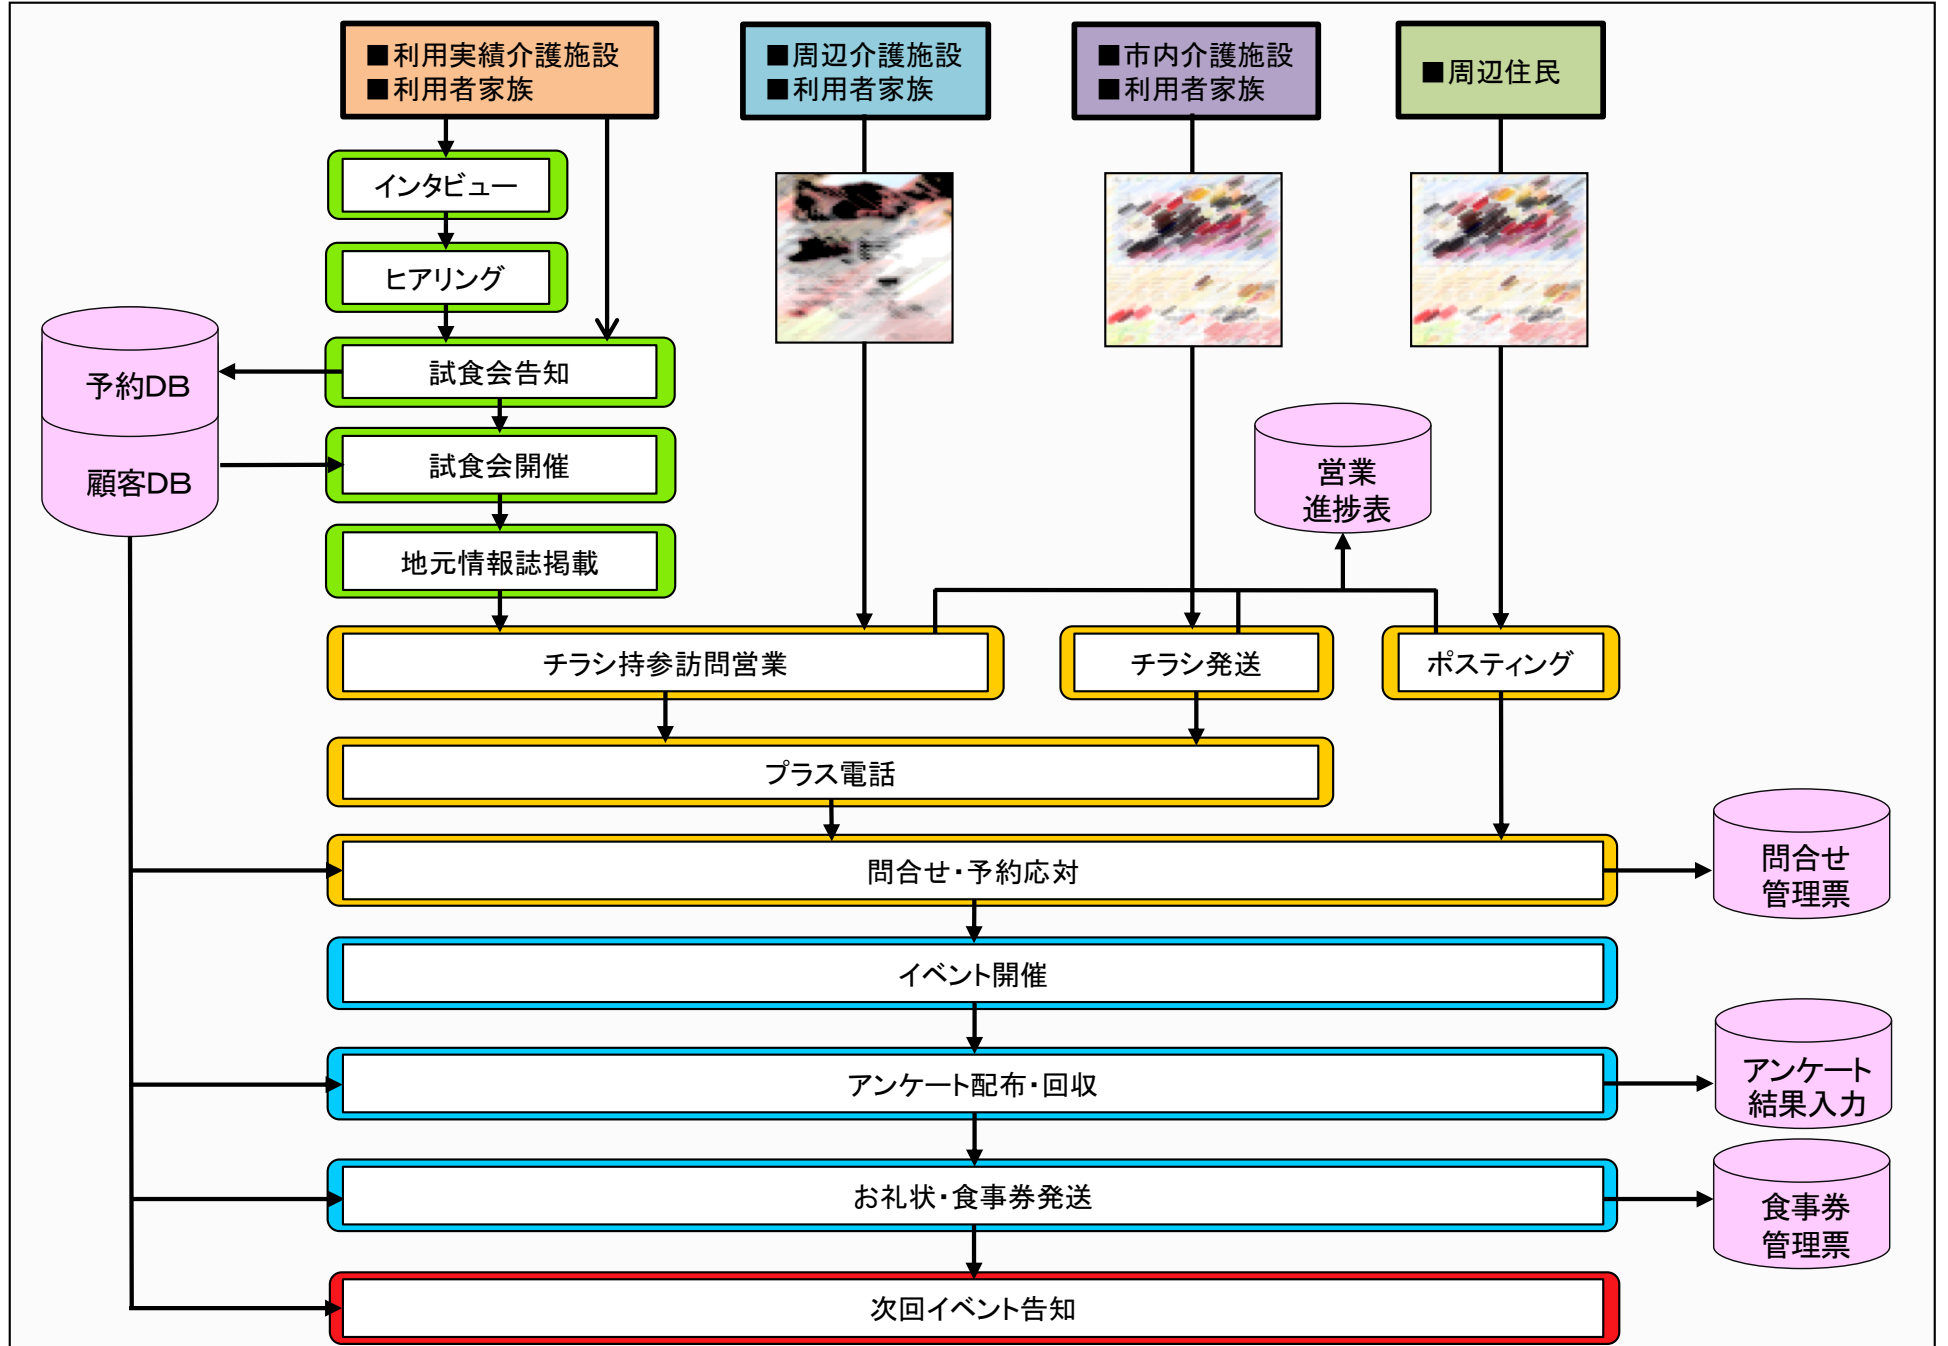 ■利用実績介護施設
■利用者家族
■周辺介護施設
■利用者家族
■市内介護施設
■利用者家族
■周辺住民
インタビュー
ヒアリング
試食会告知
予約DB
試食会開催
顧客DB
営業
進捗表
地元情報誌掲載
チラシ持参訪問営業
チラシ発送
ポスティング
プラス電話
問合せ・予約応対
問合せ
管理票
イベント開催
アンケート配布・回収
アンケート
結果入力
お礼状・食事券発送
食事券
管理票
次回イベント告知